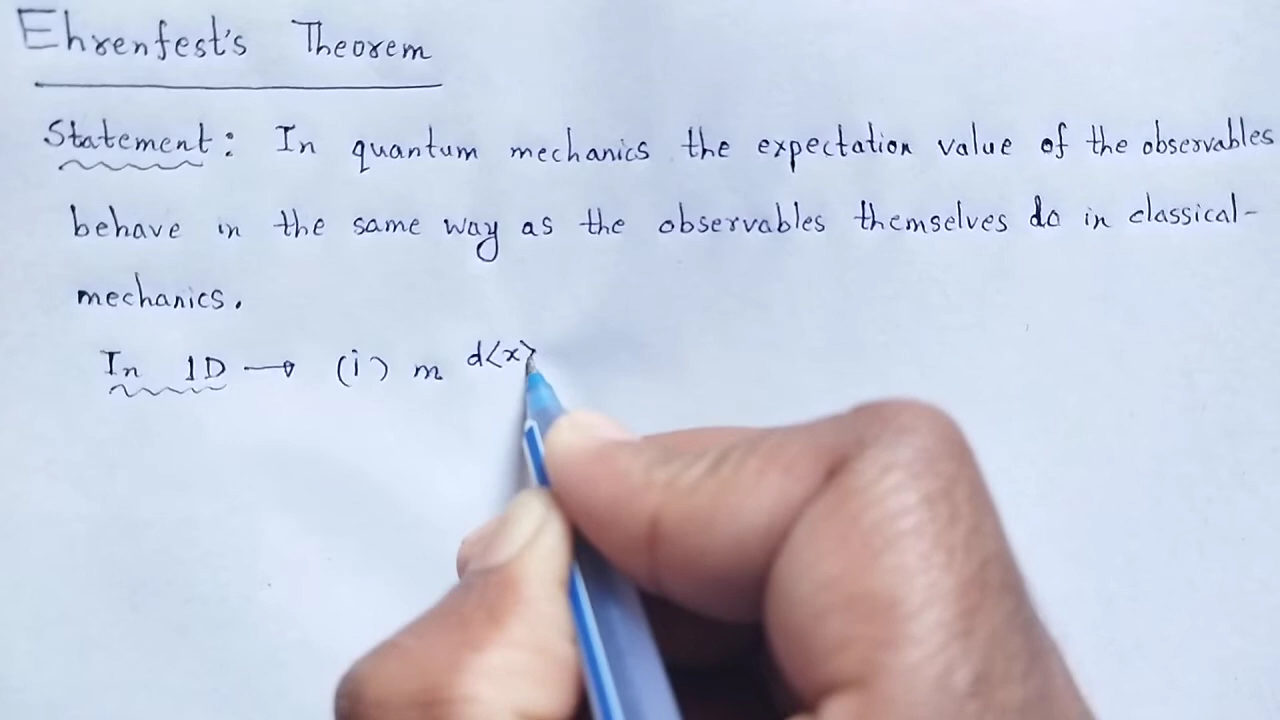 Ehrenfest's Theorem
Statement: In quantum mechanics the expectation value of the observables
behave in the same way as the observables themselves do in classical-
mechanics.
In 1D → (i) m d<x>